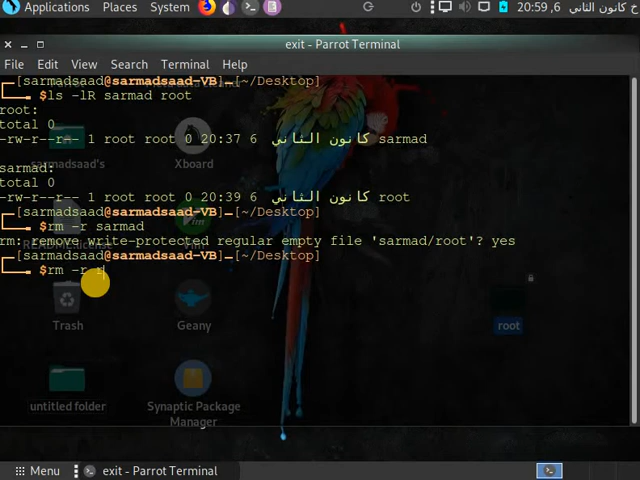 Applications Places System خ كانون الثاني 6, 20:59
exit - Parrot Terminal
File Edit View Search Terminal Help
[sarmadsaad@sarmadsaad-VB]—[~/Desktop]
$ls -lR sarmad root
root:
total 0
-rw-r--r-- 1 root root 0 20:37 6 كانون الثاني sarmad
sarmad:
total 0
-rw-r--r-- 1 root root 0 20:39 6 كانون الثاني root
[sarmadsaad@sarmadsaad-VB]—[~/Desktop]
$rm -r sarmad
rm: remove write-protected regular empty file 'sarmad/root'? yes
[sarmadsaad@sarmadsaad-VB]—[~/Desktop]
$rm -r r
sarmadsaad's
Xboard
README.license
Vim
Trash
Geany
root
untitled folder
Synaptic Package
Manager
Menu exit - Parrot Terminal